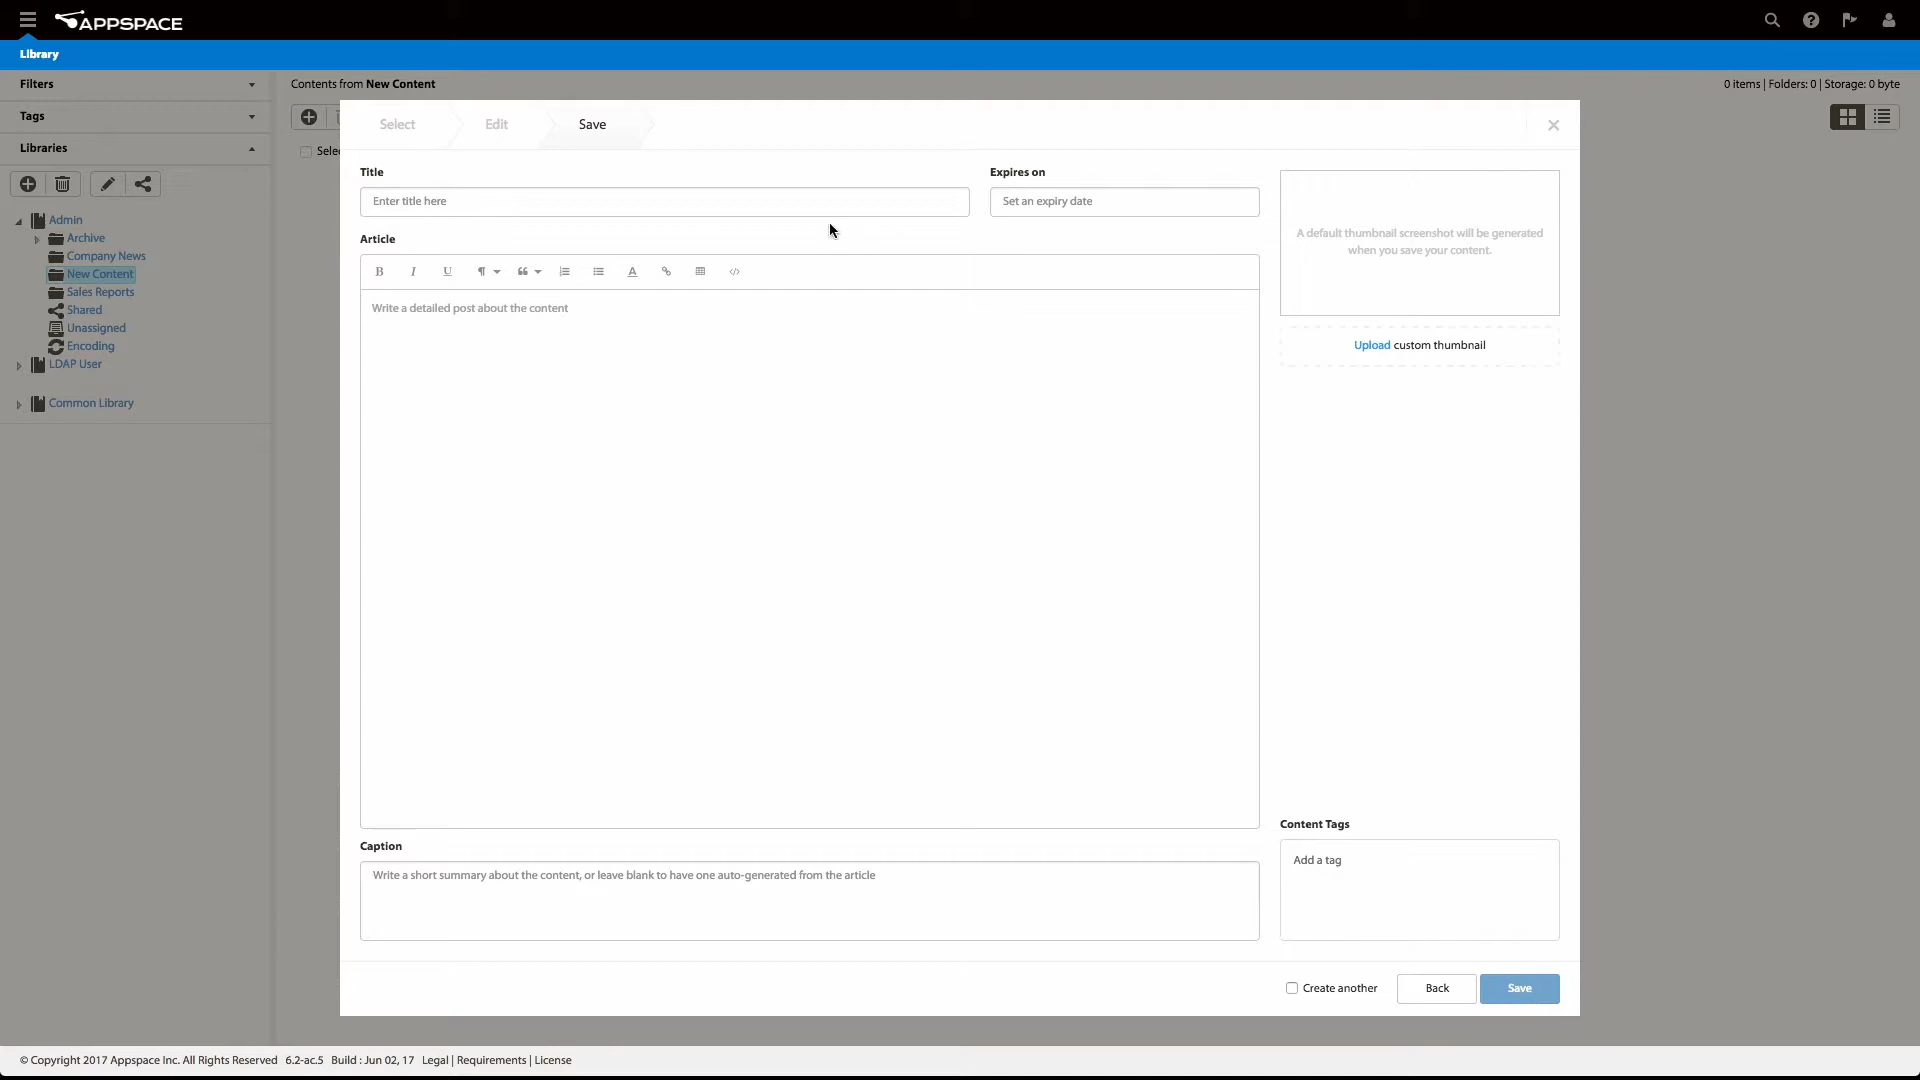 APPSPACE
Library
Filters
Tags
Libraries
Admin
Archive
Company News
New Content
Sales Reports
Shared
Unassigned
Encoding
LDAP User
Common Library
Contents from New Content
0 items | Folders: 0 | Storage: 0 byte
Select
Edit
Save
Title
Enter title here
Expires on
Set an expiry date
Article
B I U
Write a detailed post about the content
A default thumbnail screenshot will be generated
when you save your content.
Upload custom thumbnail
Caption
Write a short summary about the content, or leave blank to have one auto-generated from the article
Content Tags
Add a tag
Create another
Back
Save
© Copyright 2017 Appspace Inc. All Rights Reserved 6.2-ac.5 Build : Jun 02, 17 Legal | Requirements | License